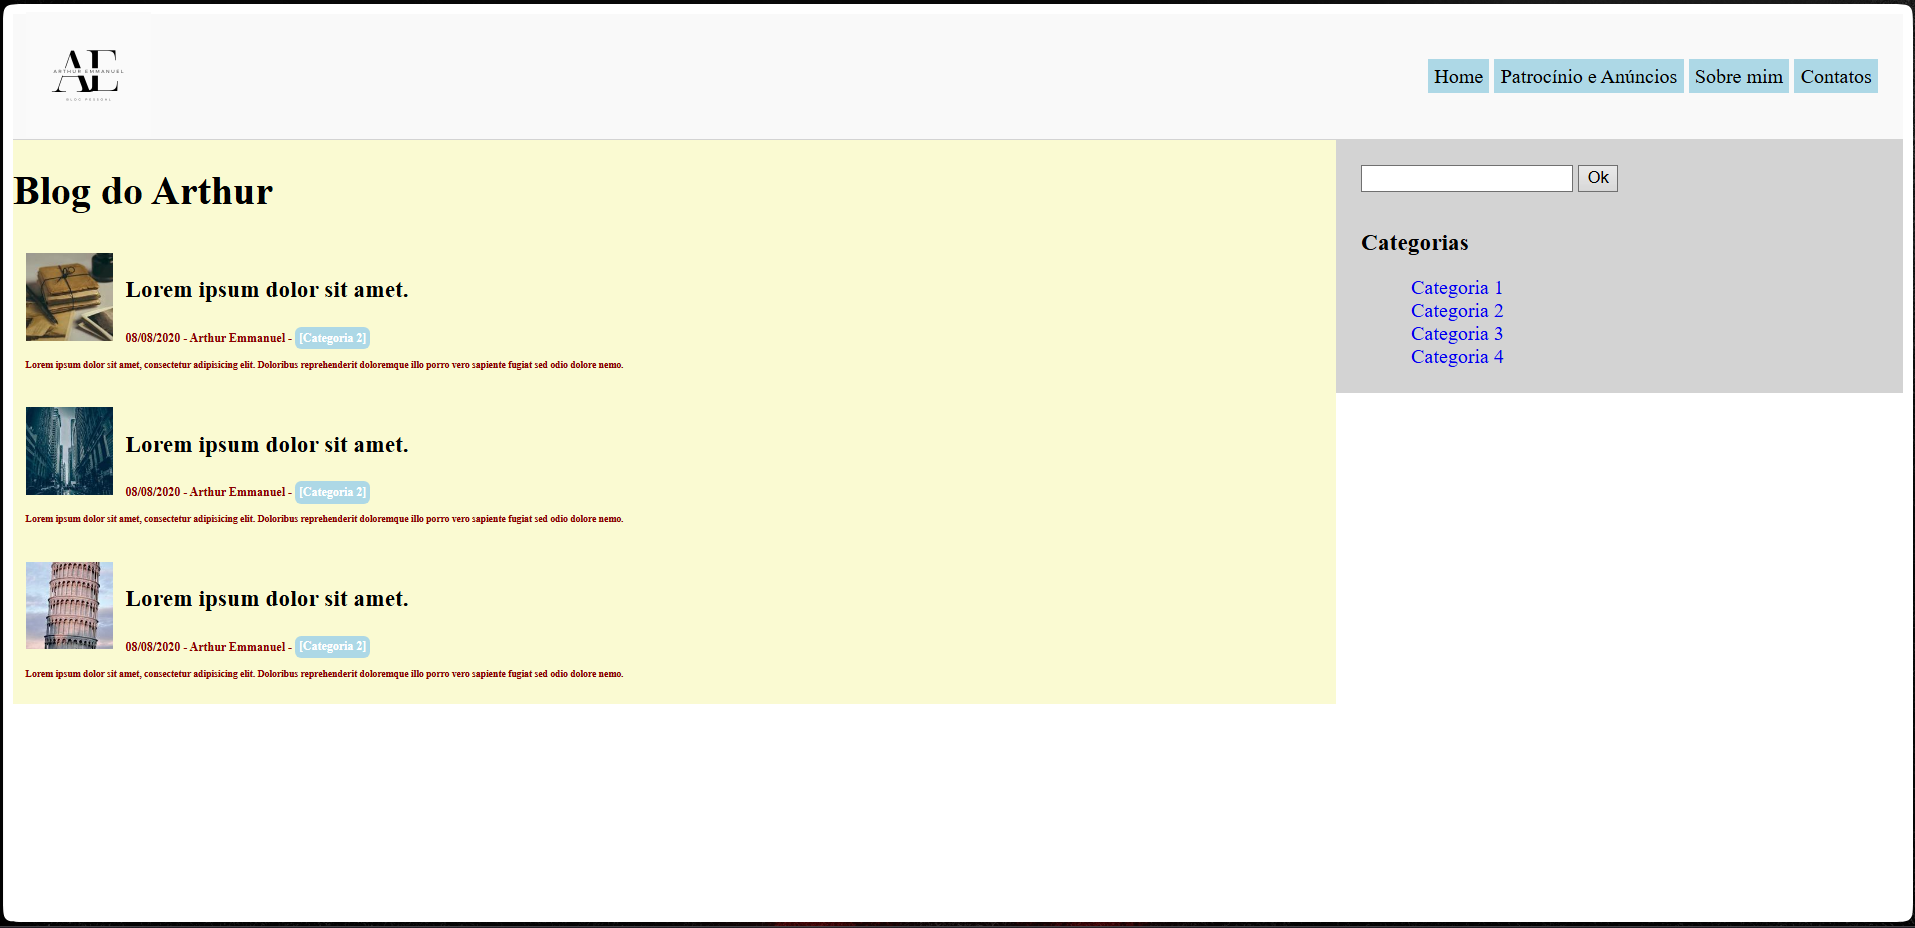 AE
ARTHUR EMMANUEL
BLOG PESSOAL
Home Patrocínio e Anúncios Sobre mim Contatos
Blog do Arthur
Lorem ipsum dolor sit amet.
08/08/2020 - Arthur Emmanuel - [Categoria 2]
Lorem ipsum dolor sit amet, consectetur adipisicing elit. Doloribus reprehenderit doloremque illo porro vero sapiente fugiat sed odio dolore nemo.
Lorem ipsum dolor sit amet.
08/08/2020 - Arthur Emmanuel - [Categoria 2]
Lorem ipsum dolor sit amet, consectetur adipisicing elit. Doloribus reprehenderit doloremque illo porro vero sapiente fugiat sed odio dolore nemo.
Lorem ipsum dolor sit amet.
08/08/2020 - Arthur Emmanuel - [Categoria 2]
Lorem ipsum dolor sit amet, consectetur adipisicing elit. Doloribus reprehenderit doloremque illo porro vero sapiente fugiat sed odio dolore nemo.
Ok
Categorias
Categoria 1
Categoria 2
Categoria 3
Categoria 4